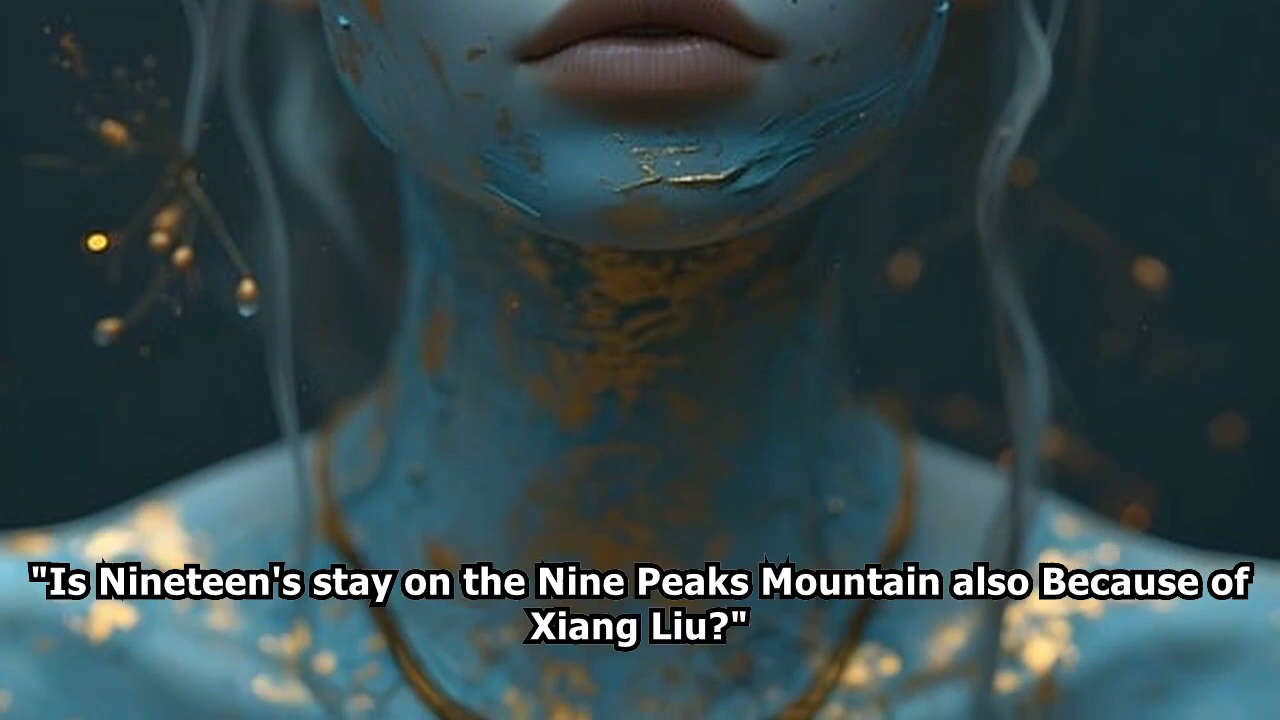 "Is Nineteen's stay on the Nine Peaks Mountain also Because of
Xiang Liu?"